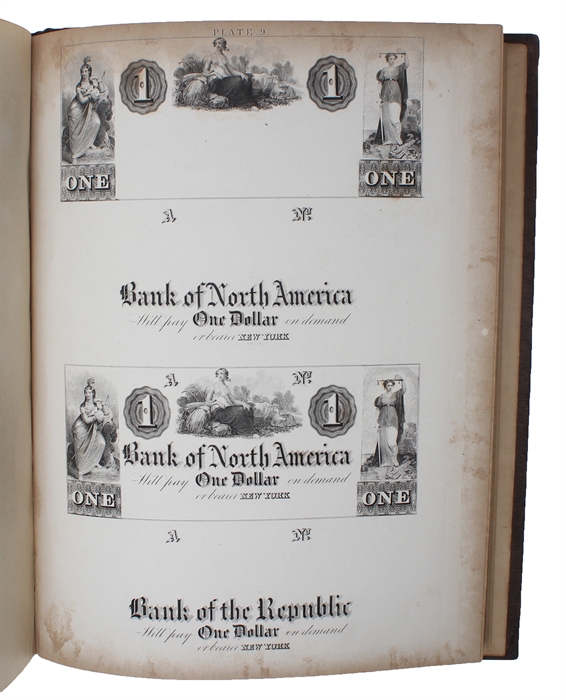 PLATE 9
1 1
ONE ONE
A No.
Bank of North America
Will pay One Dollar on demand
or bearer NEW YORK
A No.
1 1
Bank of North America
Will pay One Dollar on demand
ONE or bearer NEW YORK ONE
A No.
Bank of the Republic
Will pay One Dollar on demand
or bearer NEW YORK